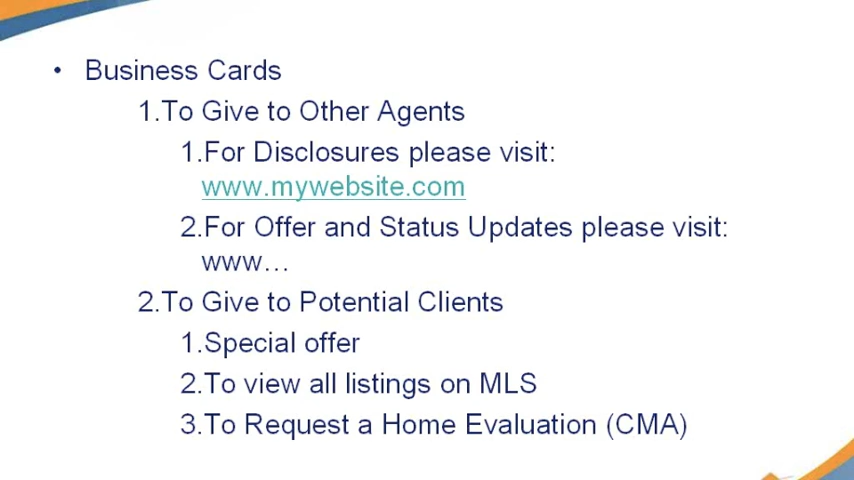 • Business Cards
1.To Give to Other Agents
1.For Disclosures please visit:
www.mywebsite.com
2.For Offer and Status Updates please visit:
www...
2.To Give to Potential Clients
1.Special offer
2.To view all listings on MLS
3.To Request a Home Evaluation (CMA)